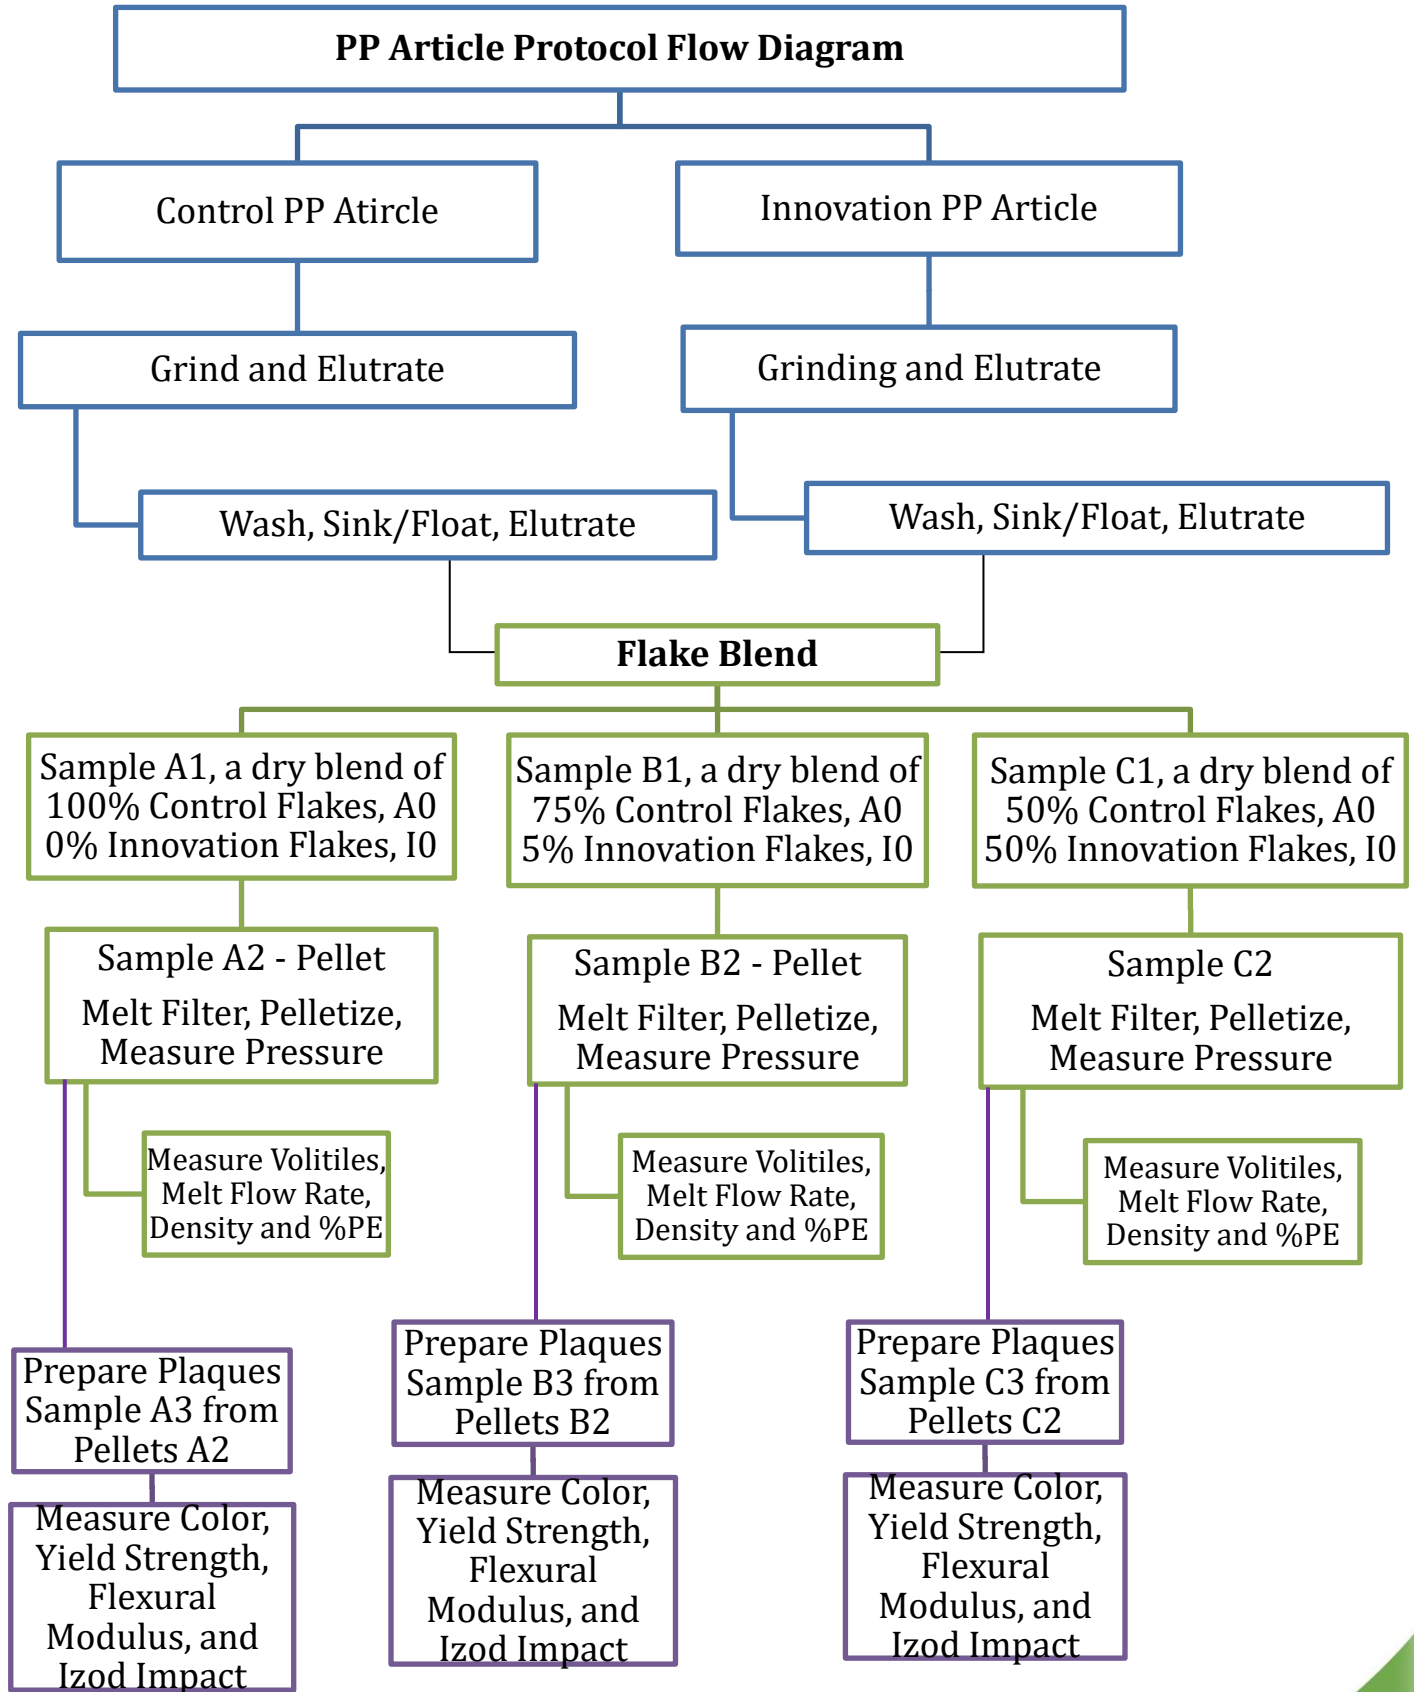 PP Article Protocol Flow Diagram
Control PP Atircle
Innovation PP Article
Grind and Elutrate
Grinding and Elutrate
Wash, Sink/Float, Elutrate
Wash, Sink/Float, Elutrate
Flake Blend
Sample A1, a dry blend of
100% Control Flakes, A0
0% Innovation Flakes, I0
Sample B1, a dry blend of
75% Control Flakes, A0
5% Innovation Flakes, I0
Sample C1, a dry blend of
50% Control Flakes, A0
50% Innovation Flakes, I0
Sample A2 - Pellet
Melt Filter, Pelletize,
Measure Pressure
Sample B2 - Pellet
Melt Filter, Pelletize,
Measure Pressure
Sample C2
Melt Filter, Pelletize,
Measure Pressure
Measure Volitiles,
Melt Flow Rate,
Density and %PE
Measure Volitiles,
Melt Flow Rate,
Density and %PE
Measure Volitiles,
Melt Flow Rate,
Density and %PE
Prepare Plaques
Sample A3 from
Pellets A2
Prepare Plaques
Sample B3 from
Pellets B2
Prepare Plaques
Sample C3 from
Pellets C2
Measure Color,
Yield Strength,
Flexural
Modulus, and
Izod Impact
Measure Color,
Yield Strength,
Flexural
Modulus, and
Izod Impact
Measure Color,
Yield Strength,
Flexural
Modulus, and
Izod Impact